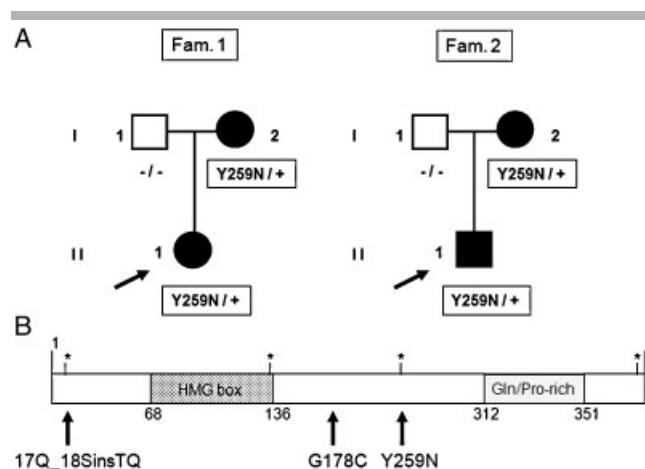 A
Fam. 1
Fam. 2
I
1
2
I
1
2
- / -
Y259N / +
- / -
Y259N / +
II
1
II
1
Y259N / +
Y259N / +
B
1
* * * *
HMG box
Gln/Pro-rich
68
136
312
351
17Q_18SinsTQ
G178C
Y259N